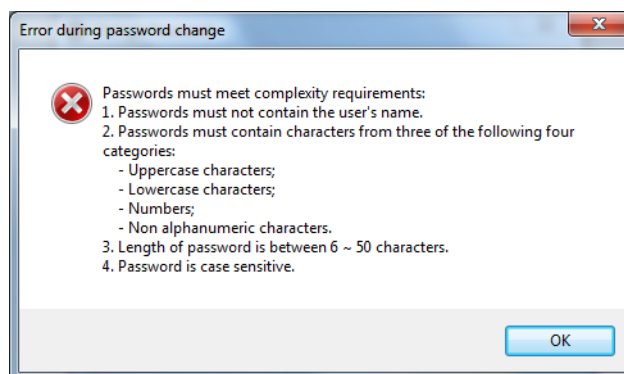 Error during password change
Passwords must meet complexity requirements:
1. Passwords must not contain the user's name.
2. Passwords must contain characters from three of the following four
categories:
- Uppercase characters;
- Lowercase characters;
- Numbers;
- Non alphanumeric characters.
3. Length of password is between 6 ~ 50 characters.
4. Password is case sensitive.
OK